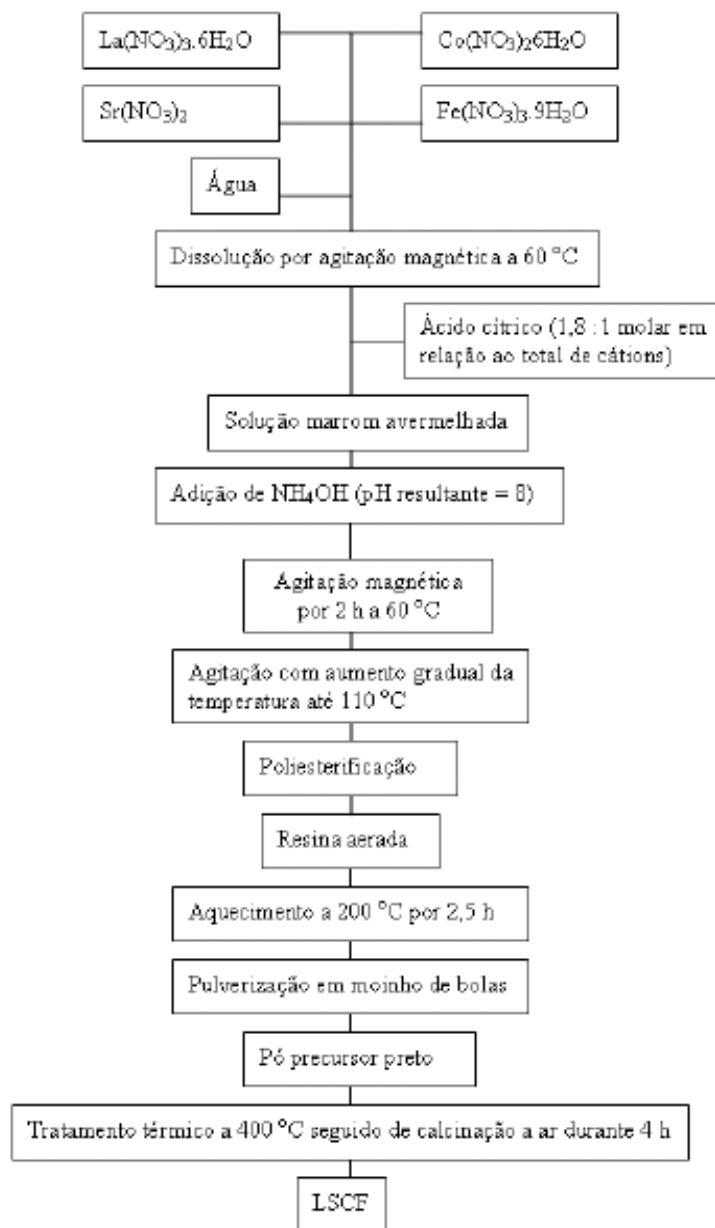 La(NO₃)₃.6H₂O
Co(NO₃)₂6H₂O
Sr(NO₃)₂
Fe(NO₃)₃.9H₂O
Água
Dissolução por agitação magnética a 60 °C
Ácido cítrico (1,8 : 1 molar em
relação ao total de cátions)
Solução marrom avermelhada
Adição de NH₄OH (pH resultante = 8)
Agitação magnética
por 2 h a 60 °C
Agitação com aumento gradual da
temperatura até 110 °C
Poliesterificação
Resina aerada
Aquecimento a 200 °C por 2,5 h
Pulverização em moinho de bolas
Pó precursor preto
Tratamento térmico a 400 °C seguido de calcinação a ar durante 4 h
LSCF